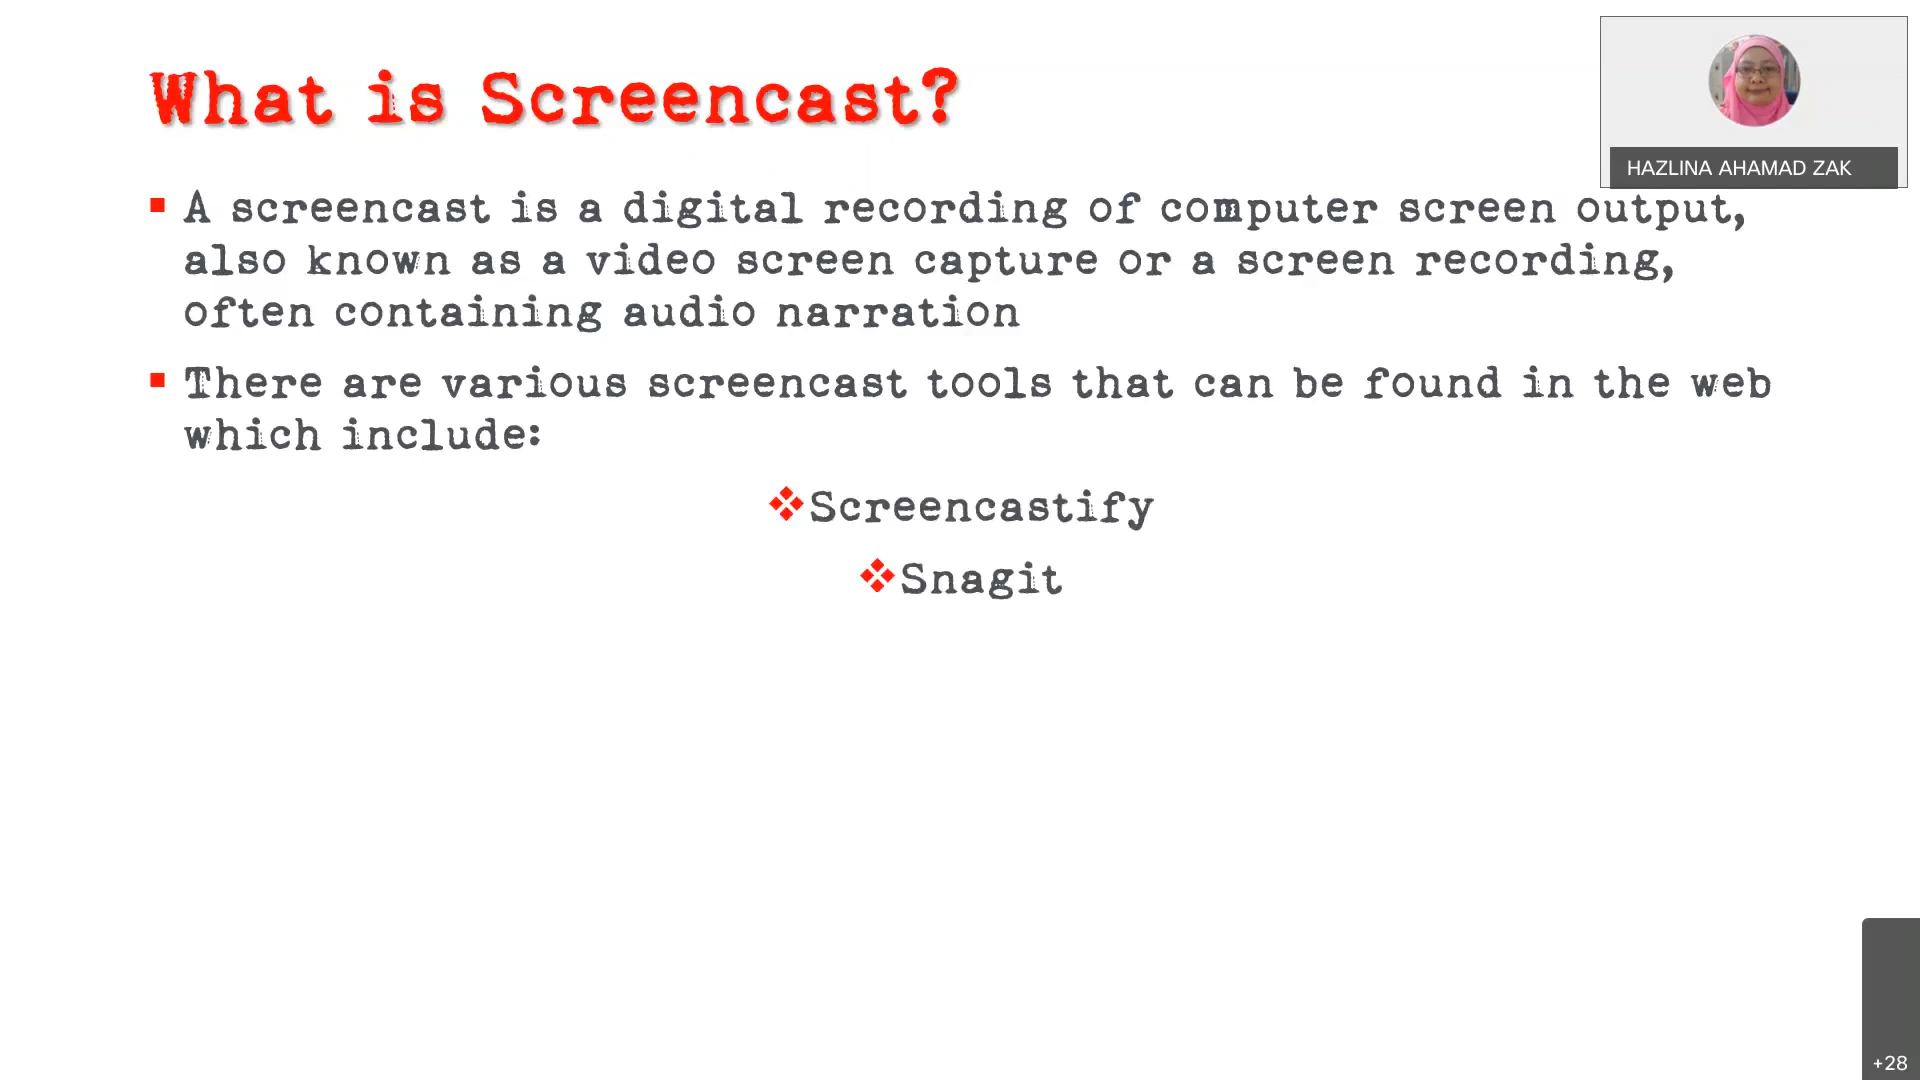 What is Screencast?
HAZLINA AHAMAD ZAK
A screencast is a digital recording of computer screen output,
also known as a video screen capture or a screen recording,
often containing audio narration
There are various screencast tools that can be found in the web
which include:
Screencastify
Snagit
+28